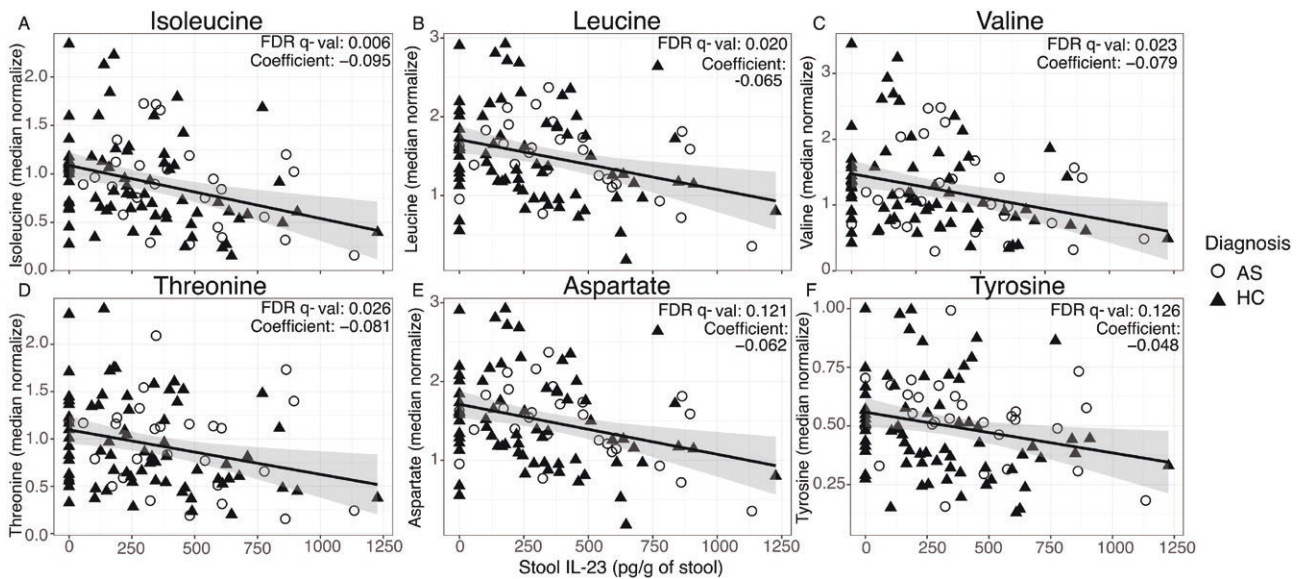 A Isoleucine
FDR q-val: 0.006
Coefficient: −0.095
Isoleucine (median normalize)
2.0
1.5
1.0
0.5
0.0
B Leucine
FDR q-val: 0.020
Coefficient:
-0.065
Leucine (median normalize)
3
2
1
C Valine
FDR q-val: 0.023
Coefficient: −0.079
Valine (median normalize)
3
2
1
0
D Threonine
FDR q-val: 0.026
Coefficient: −0.081
Threonine (median normalize)
2.0
1.5
1.0
0.5
0.0
0 250 500 750 1000 1250
E Aspartate
FDR q-val: 0.121
Coefficient:
−0.062
Aspartate (median normalize)
3
2
1
0 250 500 750 1000 1250
Stool IL-23 (pg/g of stool)
F Tyrosine
FDR q-val: 0.126
Coefficient:
−0.048
Tyrosine (median normalize)
1.00
0.75
0.50
0.25
0 250 500 750 1000 1250
Diagnosis
AS
HC